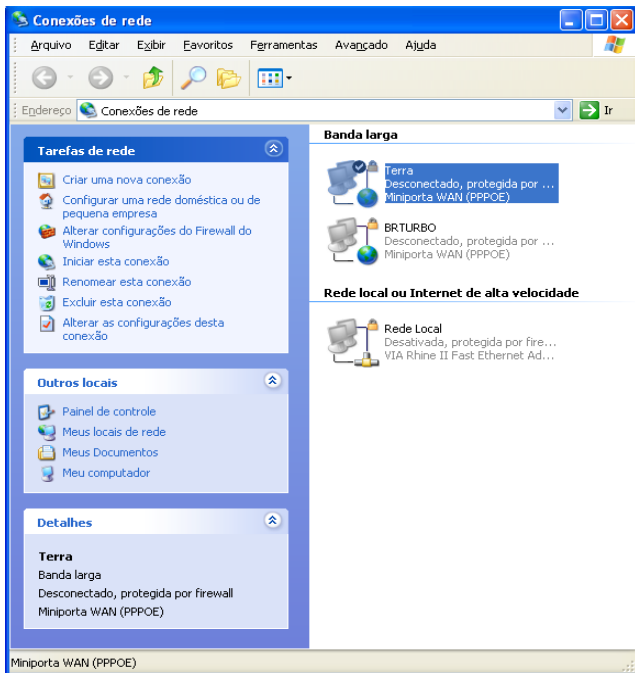 Conexões de rede
Arquivo Editar Exibir Favoritos Ferramentas Avançado Ajuda
Endereço Conexões de rede Ir
Tarefas de rede
Criar uma nova conexão
Configurar uma rede doméstica ou de
pequena empresa
Alterar configurações do Firewall do
Windows
Iniciar esta conexão
Renomear esta conexão
Excluir esta conexão
Alterar as configurações desta
conexão
Outros locais
Painel de controle
Meus locais de rede
Meus Documentos
Meu computador
Detalhes
Terra
Banda larga
Desconectado, protegida por firewall
Miniporta WAN (PPPOE)
Banda larga
Terra
Desconectado, protegida por ...
Miniporta WAN (PPPOE)
BRTURBO
Desconectado, protegida por ...
Miniporta WAN (PPPOE)
Rede local ou Internet de alta velocidade
Rede Local
Desativada, protegida por fire...
VIA Rhine II Fast Ethernet Ad...
Miniporta WAN (PPPOE)